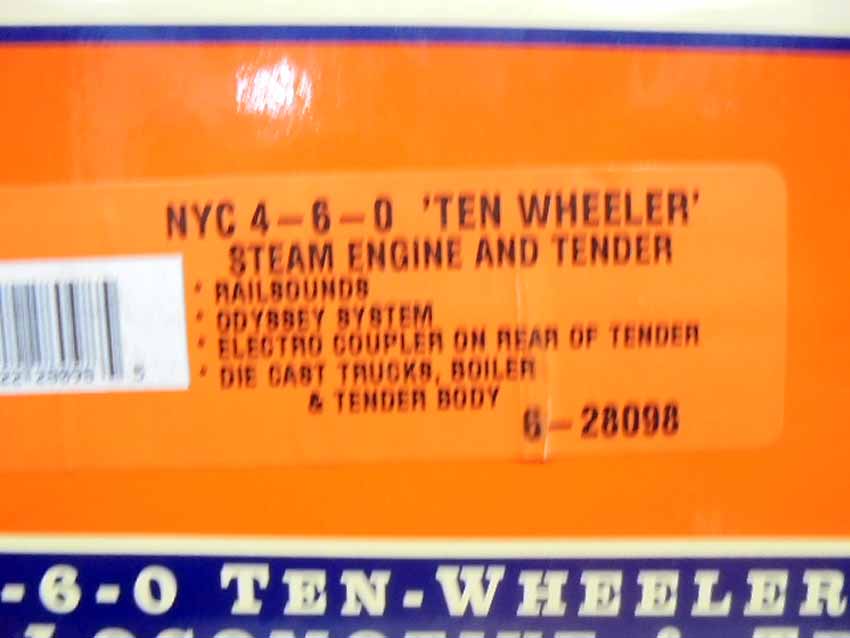 NYC 4-6-0 'TEN WHEELER'
STEAM ENGINE AND TENDER
* RAILSOUNDS
* ODYSSEY SYSTEM
* ELECTRO COUPLER ON REAR OF TENDER
* DIE CAST TRUCKS, BOILER
& TENDER BODY
6-28098
-6-0 TEN-WHEELER